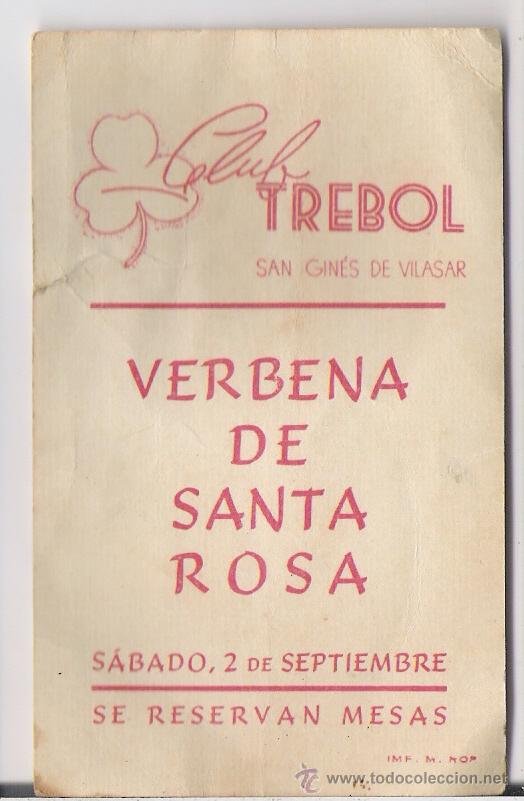 Club
TREBOL
SAN GINÉS DE VILASAR
VERBENA
DE
SANTA
ROSA
SÁBADO, 2 DE SEPTIEMBRE
SE RESERVAN MESAS
IMP. M. NOP
www.todocoleccion.net